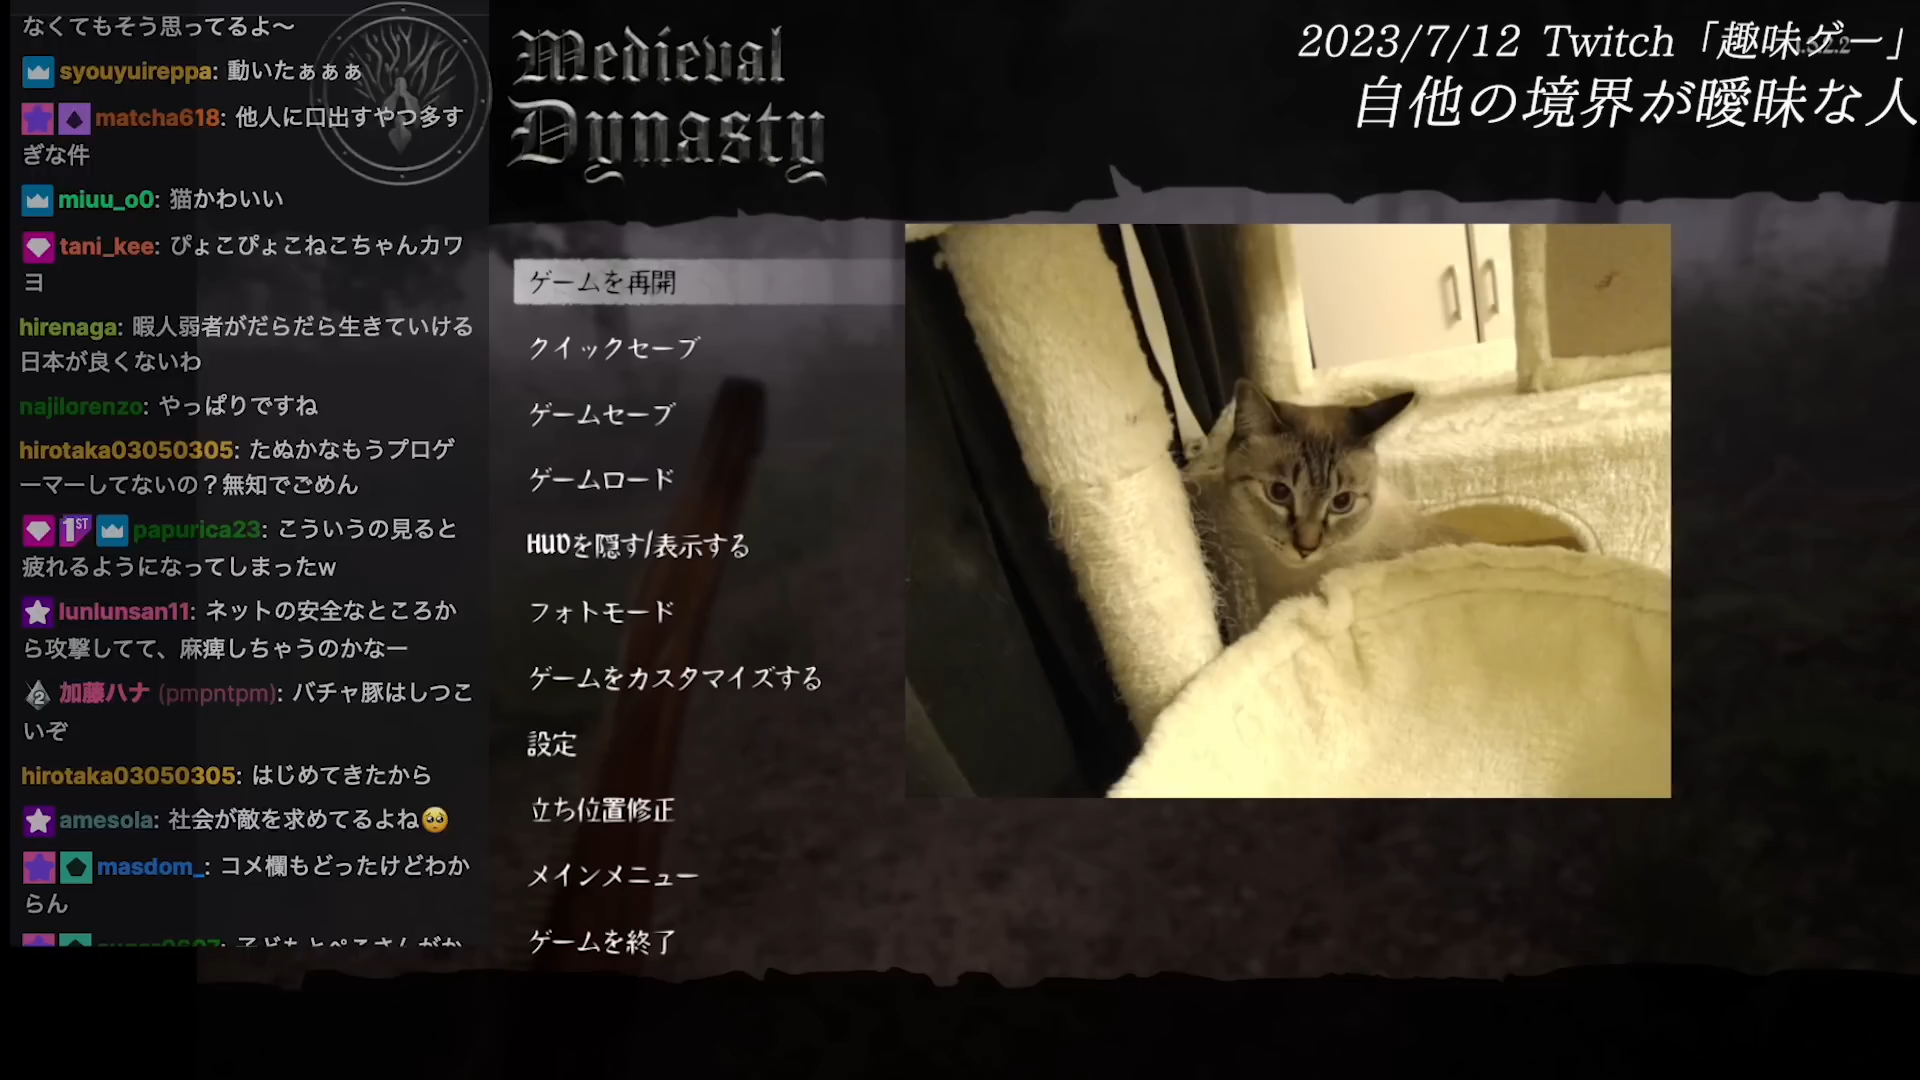 なくてもそう思ってるよ〜
syouyuireppa: 動いたぁぁぁ
matcha618: 他人に口出すやつ多す
ぎな件
miuu_o0: 猫かわいい
tani_kee: ぴょこぴょこねこちゃんカワ
ヨ
hirenaga: 暇人弱者がだらだら生きていける
日本が良くないわ
najilorenzo: やっぱりですね
hirotaka03050305: たぬかなもうプロゲ
ーマーしてないの？無知でごめん
1ST papurica23: こういうの見ると
疲れるようになってしまったw
lunlunsan11: ネットの安全なところか
ら攻撃してて、麻痺しちゃうのかなー
2 加藤ハナ (pmpntpm): バチャ豚はしつこ
いぞ
hirotaka03050305: はじめてきたから
amesola: 社会が敵を求めてるよね🥺
masdom_: コメ欄もどったけどわか
らん
Medieval
Dynasty
ゲームを再開
クイックセーブ
ゲームセーブ
ゲームロード
HUDを隠す/表示する
フォトモード
ゲームをカスタマイズする
設定
立ち位置修正
メインメニュー
ゲームを終了
2023/7/12 Twitch「趣味ゲー」
自他の境界が曖昧な人